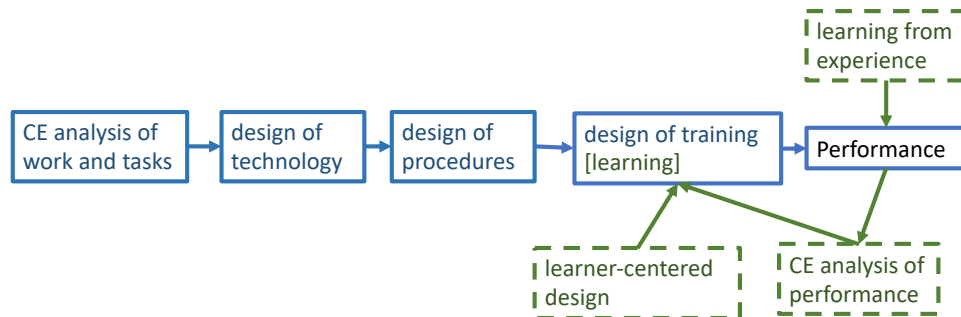 learning from
experience
CE analysis of
work and tasks
design of
technology
design of
procedures
design of training
[learning]
Performance
learner-centered
design
CE analysis of
performance